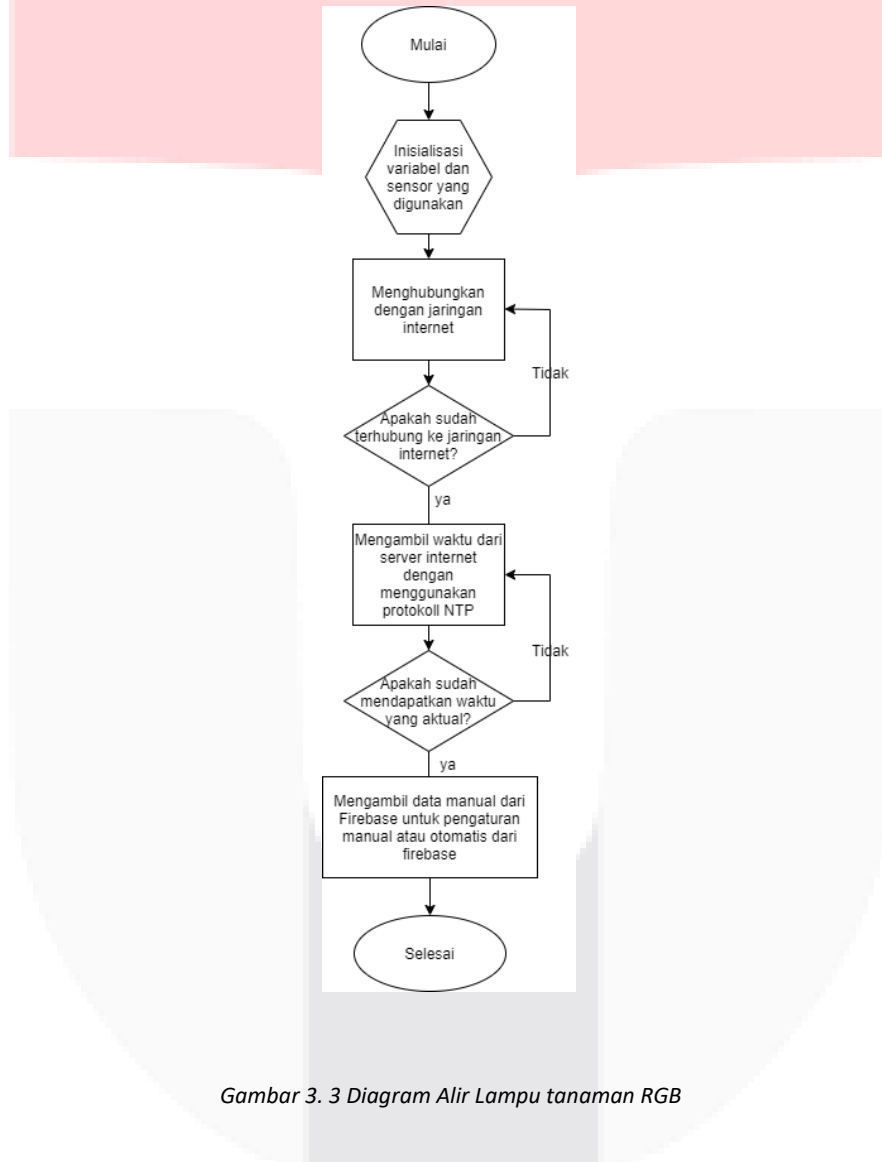 Mulai
Inisialisasi
variabel dan
sensor yang
digunakan
Menghubungkan
dengan jaringan
internet
Tidak
Apakah sudah
terhubung ke jaringan
internet?
ya
Mengambil waktu dari
server internet
dengan
menggunakan
protokoll NTP
Tidak
Apakah sudah
mendapatkan waktu
yang aktual?
ya
Mengambil data manual dari
Firebase untuk pengaturan
manual atau otomatis dari
firebase
Selesai
Gambar 3. 3 Diagram Alir Lampu tanaman RGB